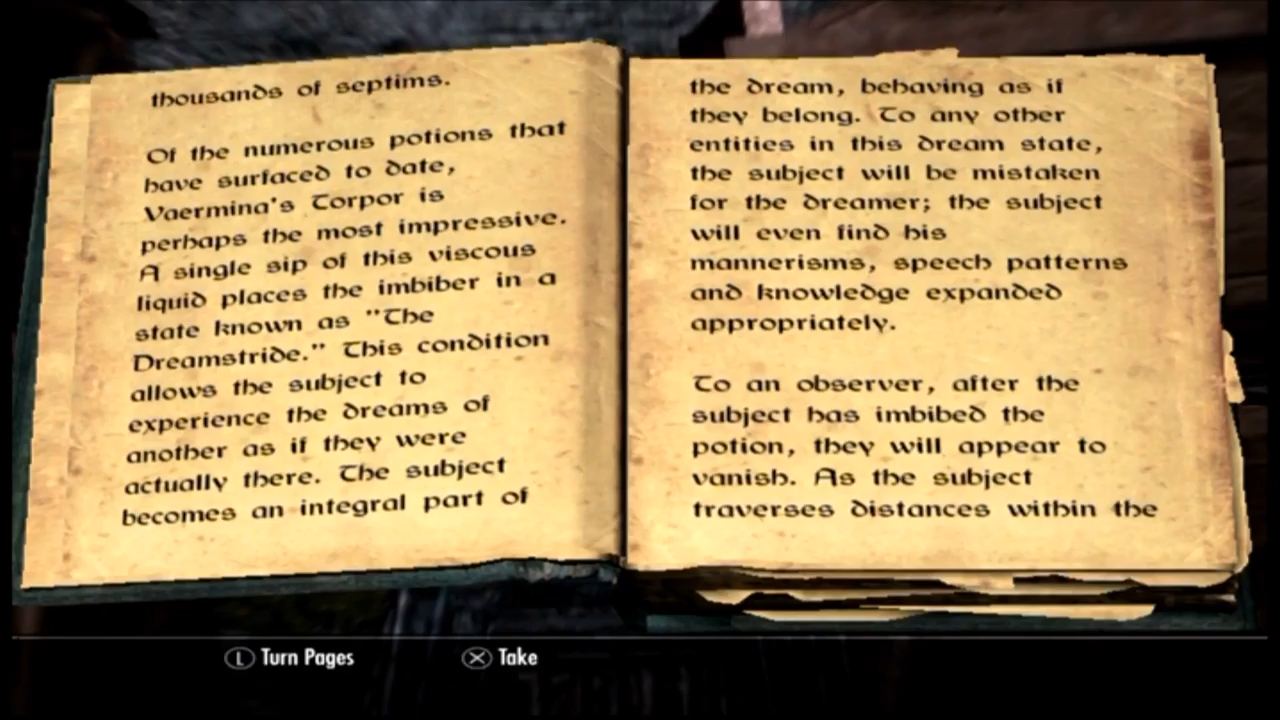 thousands of septims.
Of the numerous potions that
have surfaced to date,
Vaermina's Torpor is
perhaps the most impressive.
A single sip of this viscous
liquid places the imbiber in a
state known as "The
Dreamstride." This condition
allows the subject to
experience the dreams of
another as if they were
actually there. The subject
becomes an integral part of
the dream, behaving as if
they belong. To any other
entities in this dream state,
the subject will be mistaken
for the dreamer; the subject
will even find his
mannerisms, speech patterns
and knowledge expanded
appropriately.
To an observer, after the
subject has imbibed the
potion, they will appear to
vanish. As the subject
traverses distances within the
L Turn Pages
X Take